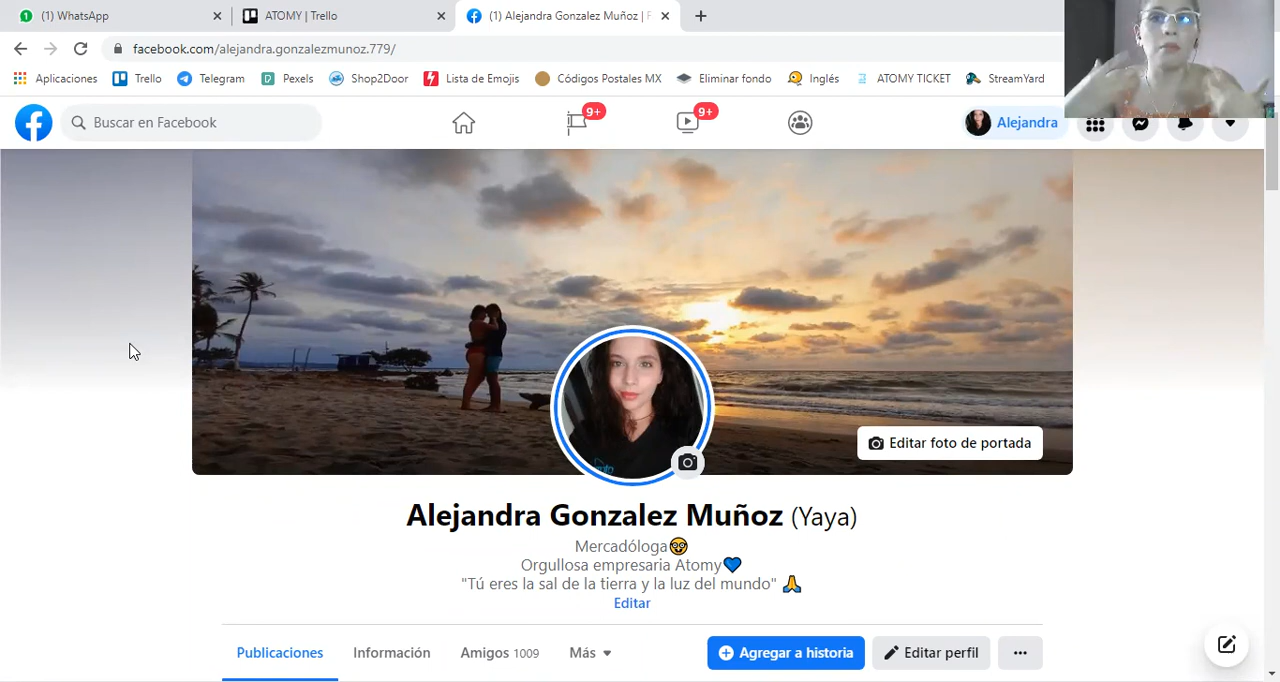 (1) WhatsApp
ATOMY | Trello
(1) Alejandra Gonzalez Muñoz |
facebook.com/alejandra.gonzalezmunoz.779/
Aplicaciones Trello Telegram Pexels Shop2Door Lista de Emojis Códigos Postales MX Eliminar fondo Inglés ATOMY TICKET StreamYard
Buscar en Facebook
9+
9+
Alejandra
Editar foto de portada
Alejandra Gonzalez Muñoz (Yaya)
Mercadóloga🤓
Orgullosa empresaria Atomy💙
"Tú eres la sal de la tierra y la luz del mundo" 🙏
Editar
Publicaciones Información Amigos 1009 Más
Agregar a historia
Editar perfil